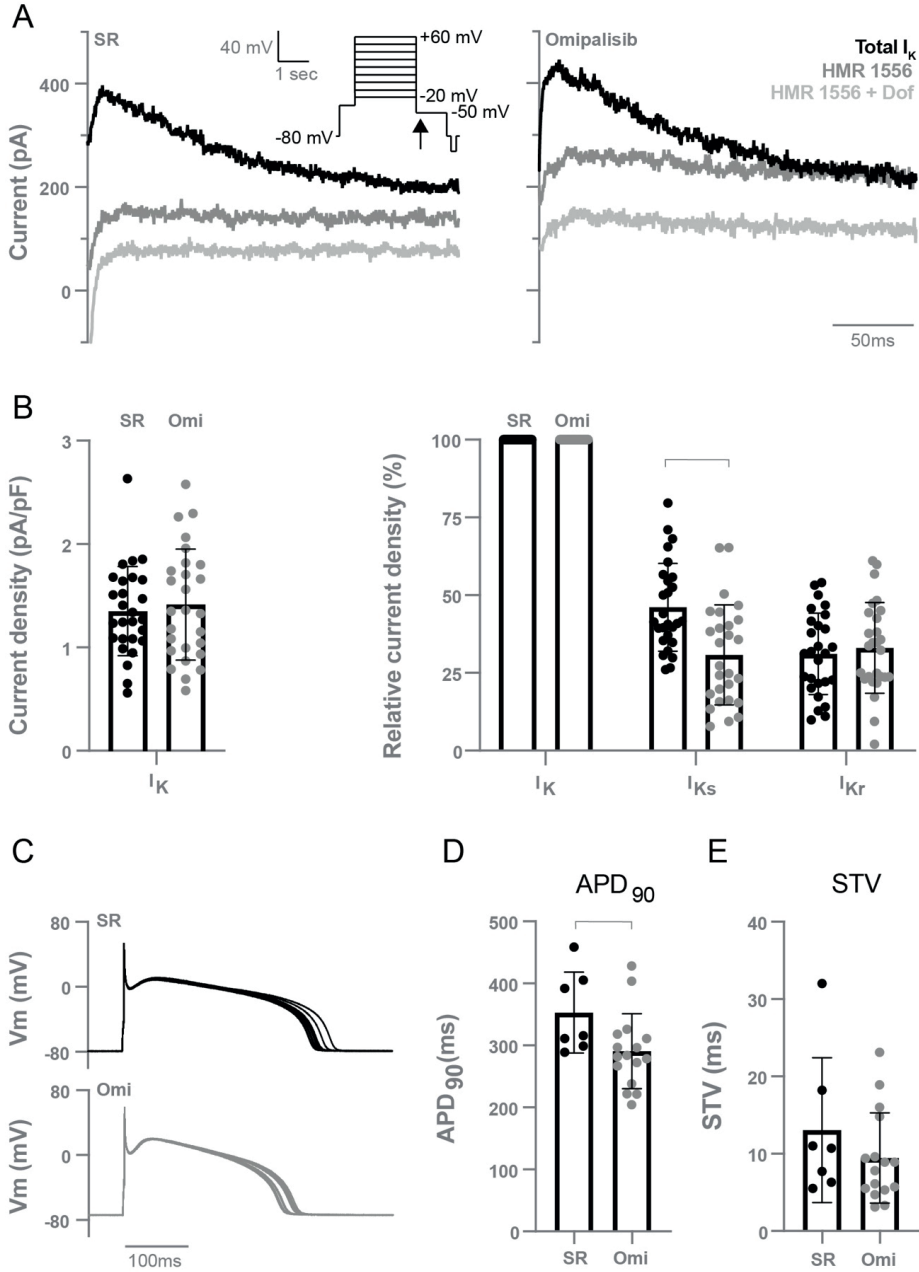 A
SR
40 mV
1 sec
+60 mV
-20 mV
-50 mV
-80 mV
Omipalisib
Total IK
HMR 1556
HMR 1556 + Dof
Current (pA)
400
200
0
50ms
B
SR Omi
Current density (pA/pF)
3
2
1
0
IK
SR Omi
Relative current density (%)
100
75
50
25
0
IK IKs IKr
C
SR
Vm (mV)
80
0
-80
Omi
Vm (mV)
80
0
-80
100ms
D
APD90
APD90(ms)
500
400
300
200
100
0
SR Omi
E
STV
STV (ms)
40
30
20
10
0
SR Omi